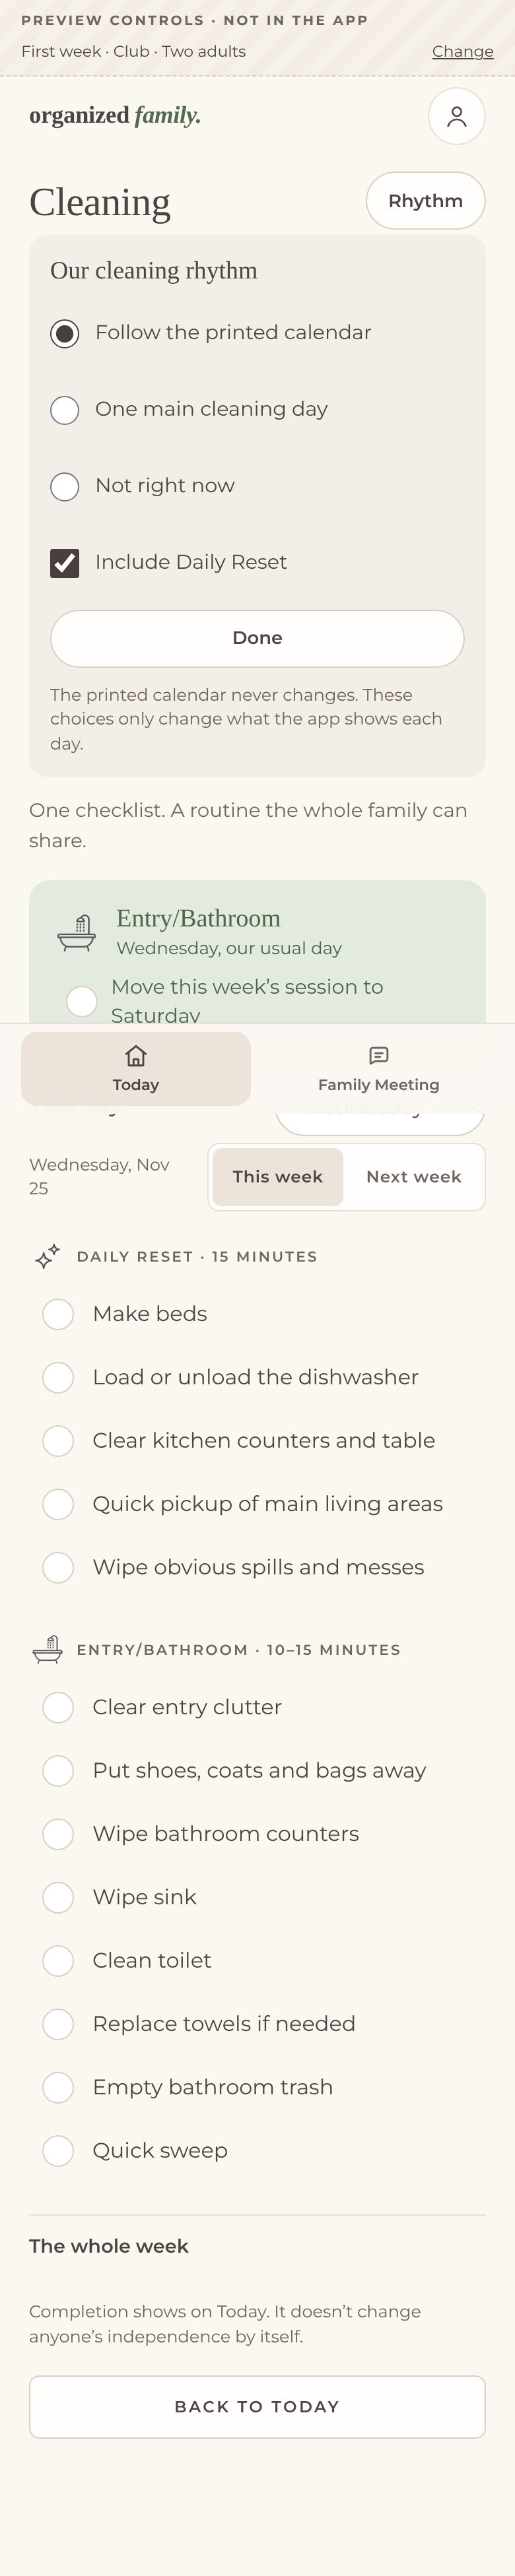 PREVIEW CONTROLS · NOT IN THE APP
First week · Club · Two adults
Change
organized family.
Cleaning
Rhythm
Our cleaning rhythm
Follow the printed calendar
One main cleaning day
Not right now
Include Daily Reset
Done
The printed calendar never changes. These
choices only change what the app shows each
day.
One checklist. A routine the whole family can
share.
Entry/Bathroom
Wednesday, our usual day
Move this week’s session to
Saturday
Today
Family Meeting
Wednesday, Nov
25
This week
Next week
DAILY RESET · 15 MINUTES
Make beds
Load or unload the dishwasher
Clear kitchen counters and table
Quick pickup of main living areas
Wipe obvious spills and messes
ENTRY/BATHROOM · 10–15 MINUTES
Clear entry clutter
Put shoes, coats and bags away
Wipe bathroom counters
Wipe sink
Clean toilet
Replace towels if needed
Empty bathroom trash
Quick sweep
The whole week
Completion shows on Today. It doesn’t change
anyone’s independence by itself.
BACK TO TODAY